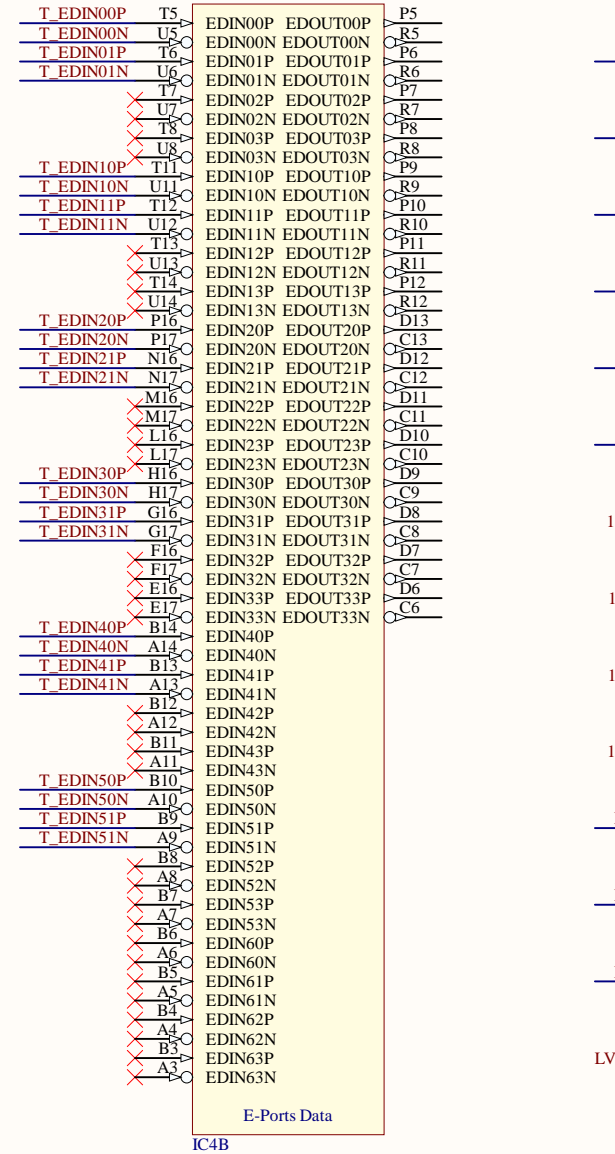 T_EDIN00P T5 EDIN00P EDOUT00P P5
T_EDIN00N U5 EDIN00N EDOUT00N R5
T_EDIN01P T6 EDIN01P EDOUT01P P6
T_EDIN01N U6 EDIN01N EDOUT01N R6
T7 EDIN02P EDOUT02P P7
U7 EDIN02N EDOUT02N R7
T8 EDIN03P EDOUT03P P8
U8 EDIN03N EDOUT03N R8
T_EDIN10P T11 EDIN10P EDOUT10P P9
T_EDIN10N U11 EDIN10N EDOUT10N R9
T_EDIN11P T12 EDIN11P EDOUT11P P10
T_EDIN11N U12 EDIN11N EDOUT11N R10
T13 EDIN12P EDOUT12P P11
U13 EDIN12N EDOUT12N R11
T14 EDIN13P EDOUT13P P12
U14 EDIN13N EDOUT13N R12
T_EDIN20P P16 EDIN20P EDOUT20P D13
T_EDIN20N P17 EDIN20N EDOUT20N C13
T_EDIN21P N16 EDIN21P EDOUT21P D12
T_EDIN21N N17 EDIN21N EDOUT21N C12
M16 EDIN22P EDOUT22P D11
M17 EDIN22N EDOUT22N C11
L16 EDIN23P EDOUT23P D10
L17 EDIN23N EDOUT23N C10
T_EDIN30P H16 EDIN30P EDOUT30P D9
T_EDIN30N H17 EDIN30N EDOUT30N C9
T_EDIN31P G16 EDIN31P EDOUT31P D8
T_EDIN31N G17 EDIN31N EDOUT31N C8
F16 EDIN32P EDOUT32P D7
F17 EDIN32N EDOUT32N C7
E16 EDIN33P EDOUT33P D6
E17 EDIN33N EDOUT33N C6
T_EDIN40P B14 EDIN40P
T_EDIN40N A14 EDIN40N
T_EDIN41P B13 EDIN41P
T_EDIN41N A13 EDIN41N
B12 EDIN42P
A12 EDIN42N
B11 EDIN43P
A11 EDIN43N
T_EDIN50P B10 EDIN50P
T_EDIN50N A10 EDIN50N
T_EDIN51P B9 EDIN51P
T_EDIN51N A9 EDIN51N
B8 EDIN52P
A8 EDIN52N
B7 EDIN53P
A7 EDIN53N
B6 EDIN60P
A6 EDIN60N
B5 EDIN61P
A5 EDIN61N
B4 EDIN62P
A4 EDIN62N
B3 EDIN63P
A3 EDIN63N
E-Ports Data
IC4B
1
1
1
1
LV